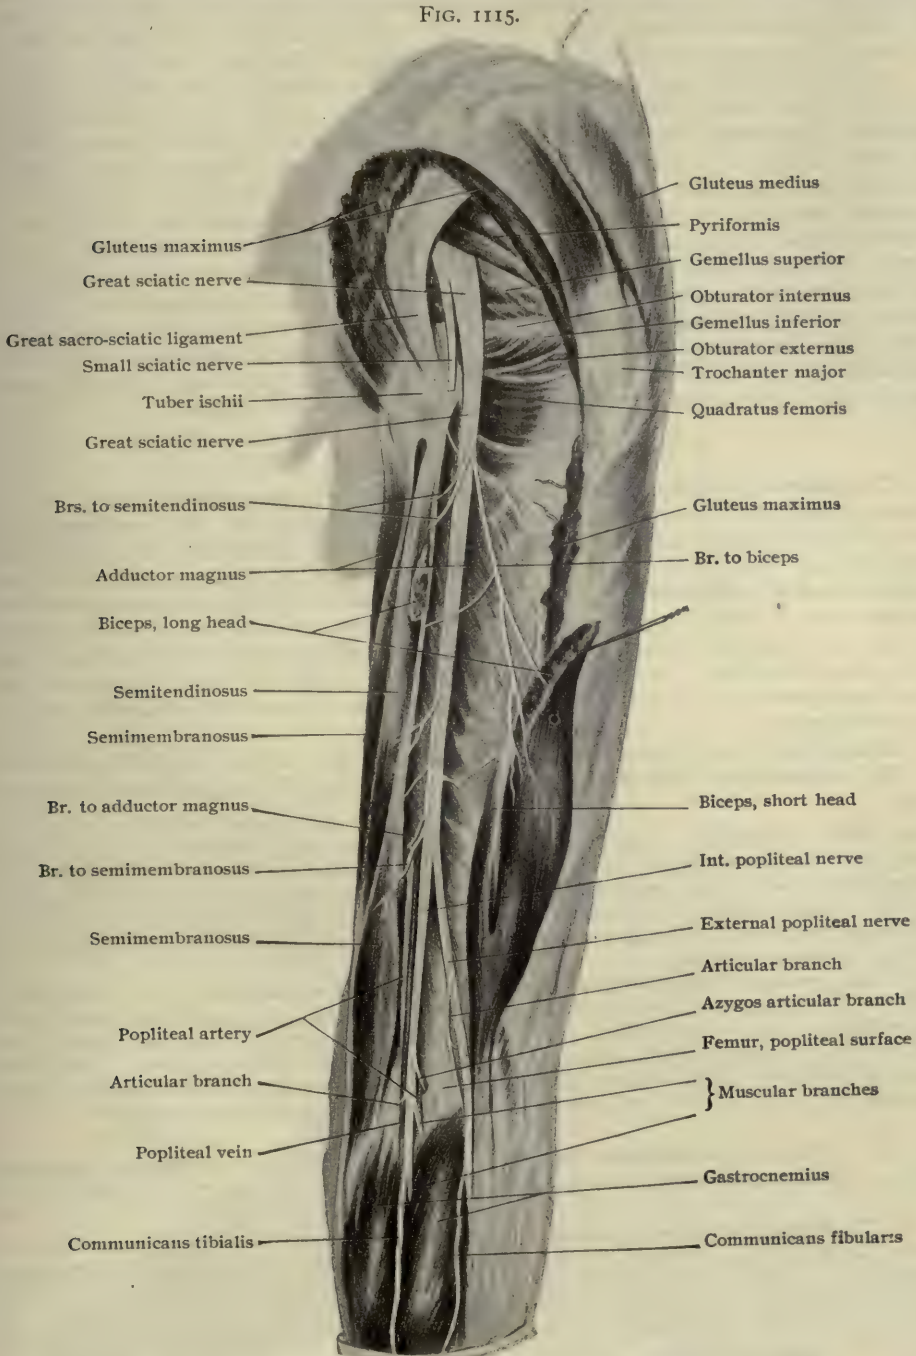 FIG. 1115.
Gluteus maximus
Great sciatic nerve
Great sacro-sciatic ligament
Small sciatic nerve
Tuber ischii
Great sciatic nerve
Brs. to semitendinosus
Adductor magnus
Biceps, long head
Semitendinosus
Semimembranosus
Br. to adductor magnus
Br. to semimembranosus
Semimembranosus
Popliteal artery
Articular branch
Popliteal vein
Communicans tibialis
Gluteus medius
Pyriformis
Gemellus superior
Obturator internus
Gemellus inferior
Obturator externus
Trochanter major
Quadratus femoris
Gluteus maximus
Br. to biceps
Biceps, short head
Int. popliteal nerve
External popliteal nerve
Articular branch
Azygos articular branch
Femur, popliteal surface
} Muscular branches
Gastrocnemius
Communicans fibularis